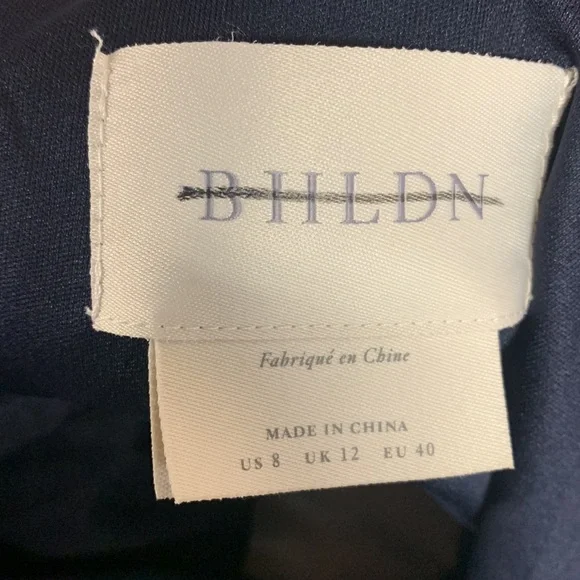 BHLDN
Fabriqué en Chine
MADE IN CHINA
US 8 UK 12 EU 40